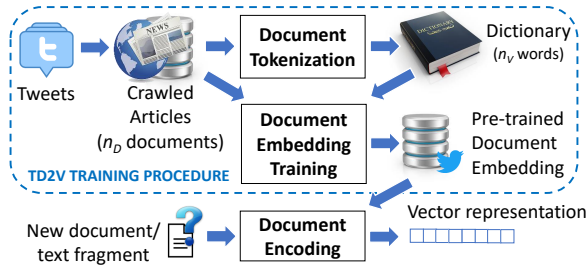 NEWS
DICTIONARY
Document
Tokenization
Dictionary
(n_V words)
Tweets
Crawled
Articles
(n_D documents)
Document
Embedding
Training
Pre-trained
Document
Embedding
TD2V TRAINING PROCEDURE
New document/
text fragment
?
Document
Encoding
Vector representation